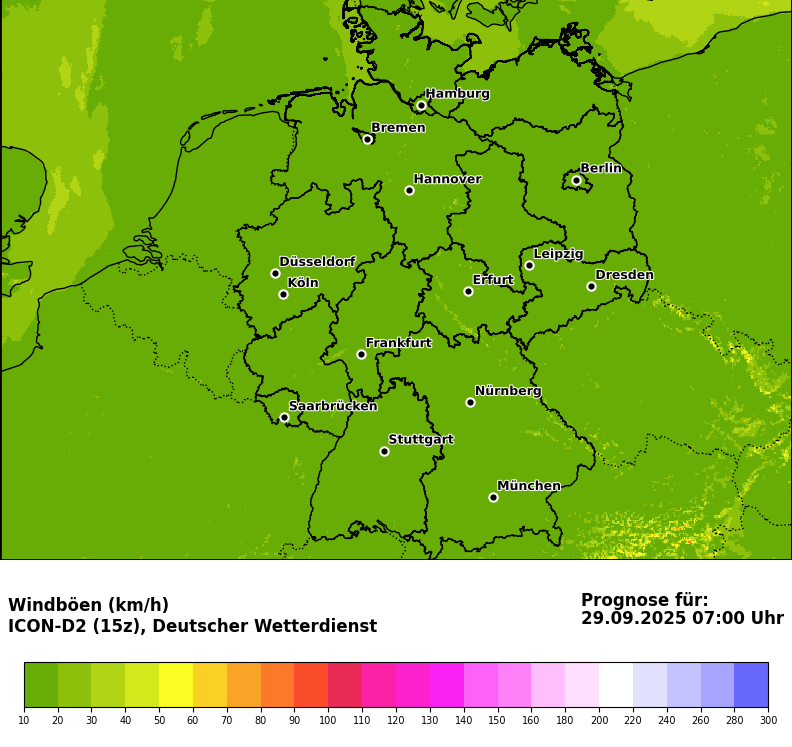 Hamburg
Bremen
Berlin
Hannover
Leipzig
Düsseldorf
Dresden
Köln
Erfurt
Frankfurt
Nürnberg
Saarbrücken
Stuttgart
München
Windböen (km/h)
ICON-D2 (15z), Deutscher Wetterdienst
Prognose für:
29.09.2025 07:00 Uhr
10 20 30 40 50 60 70 80 90 100 110 120 130 140 150 160 180 200 220 240 260 280 300